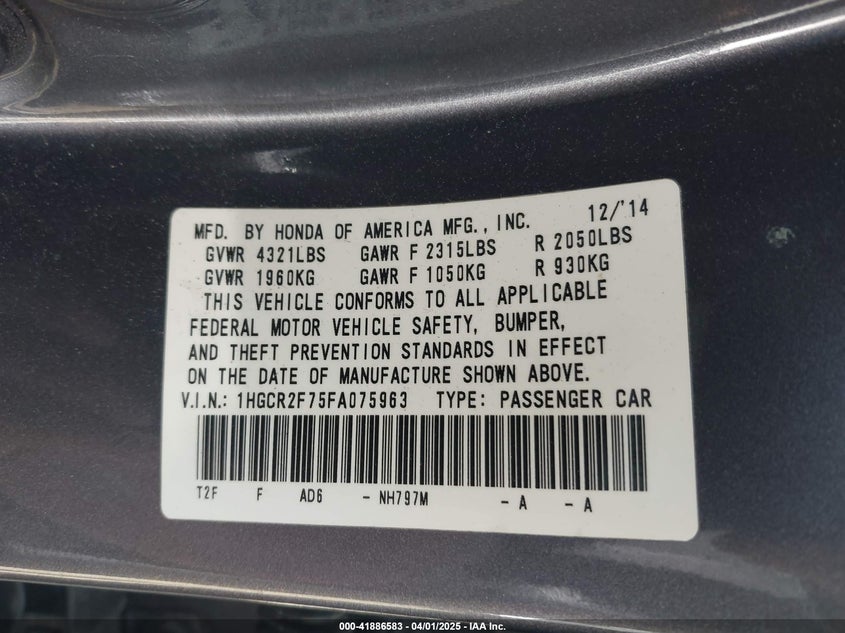 MFD. BY HONDA OF AMERICA MFG., INC. 12/'14
GVWR 4321LBS GAWR F 2315LBS R 2050LBS
GVWR 1960KG GAWR F 1050KG R 930KG
THIS VEHICLE CONFORMS TO ALL APPLICABLE
FEDERAL MOTOR VEHICLE SAFETY, BUMPER,
AND THEFT PREVENTION STANDARDS IN EFFECT
ON THE DATE OF MANUFACTURE SHOWN ABOVE.
V.I.N.: 1HGCR2F75FA075963 TYPE: PASSENGER CAR
T2F F AD6 - NH797M - A - A
000-41886583 - 04/01/2025 - IAA Inc.